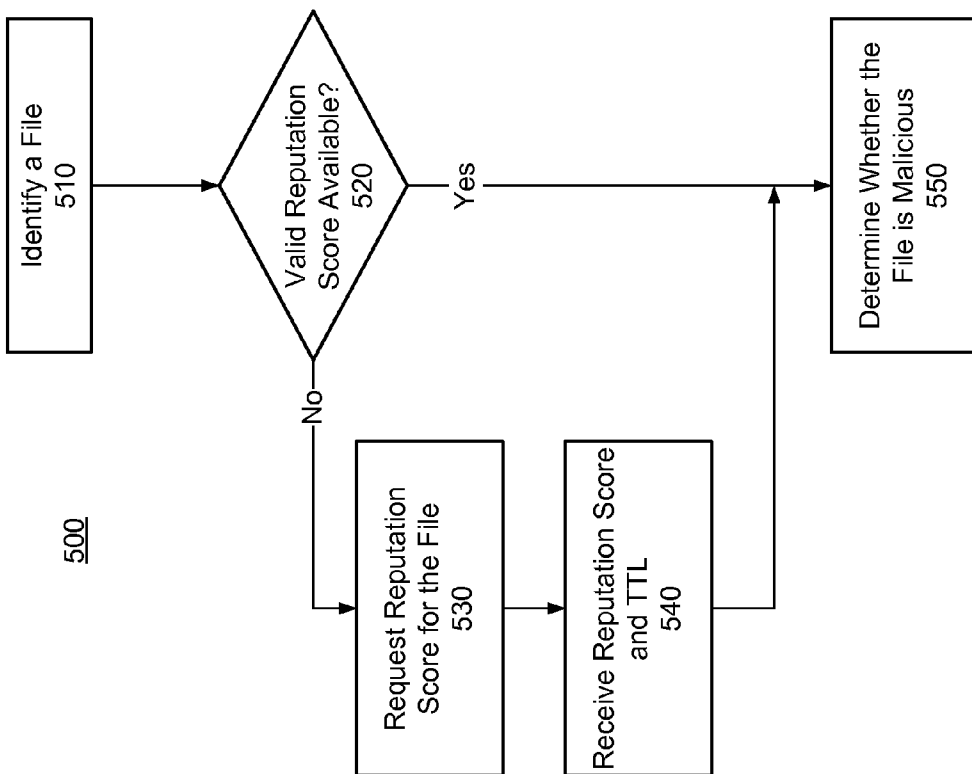 500
Identify a File
510
Valid Reputation
Score Available?
520
No
Yes
Request Reputation
Score for the File
530
Receive Reputation Score
and TTL
540
Determine Whether the
File is Malicious
550